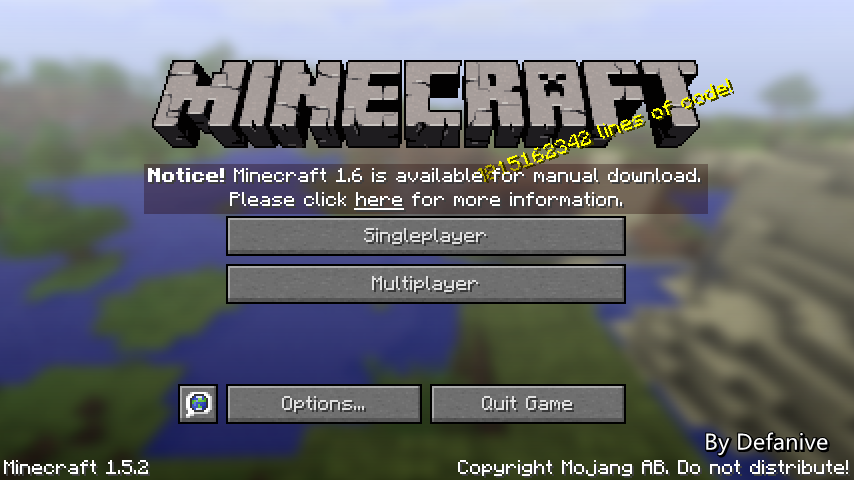 MINECRAFT
1815162342 lines of code!
Notice! Minecraft 1.6 is available for manual download.
Please click here for more information.
Singleplayer
Multiplayer
Options...
Quit Game
By Defanive
Minecraft 1.5.2
Copyright Mojang AB. Do not distribute!